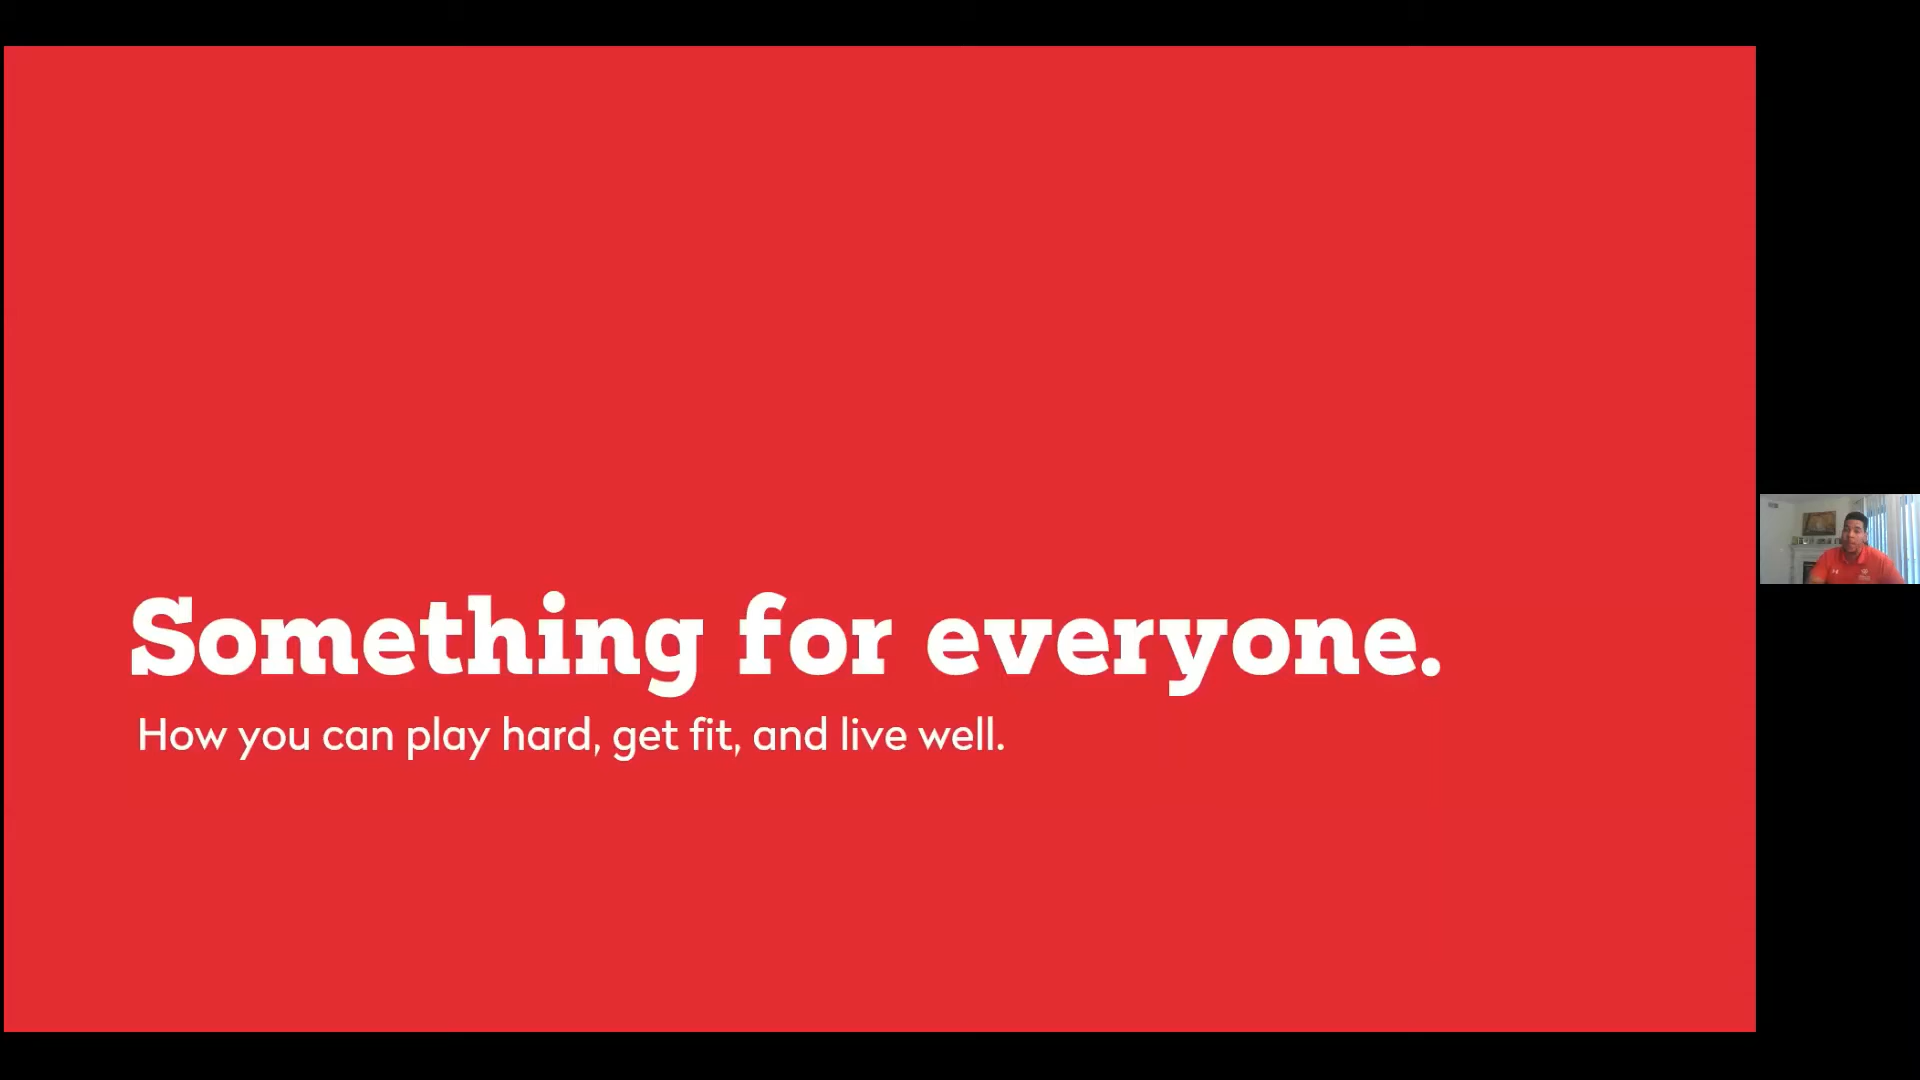 Something for everyone.
How you can play hard, get fit, and live well.